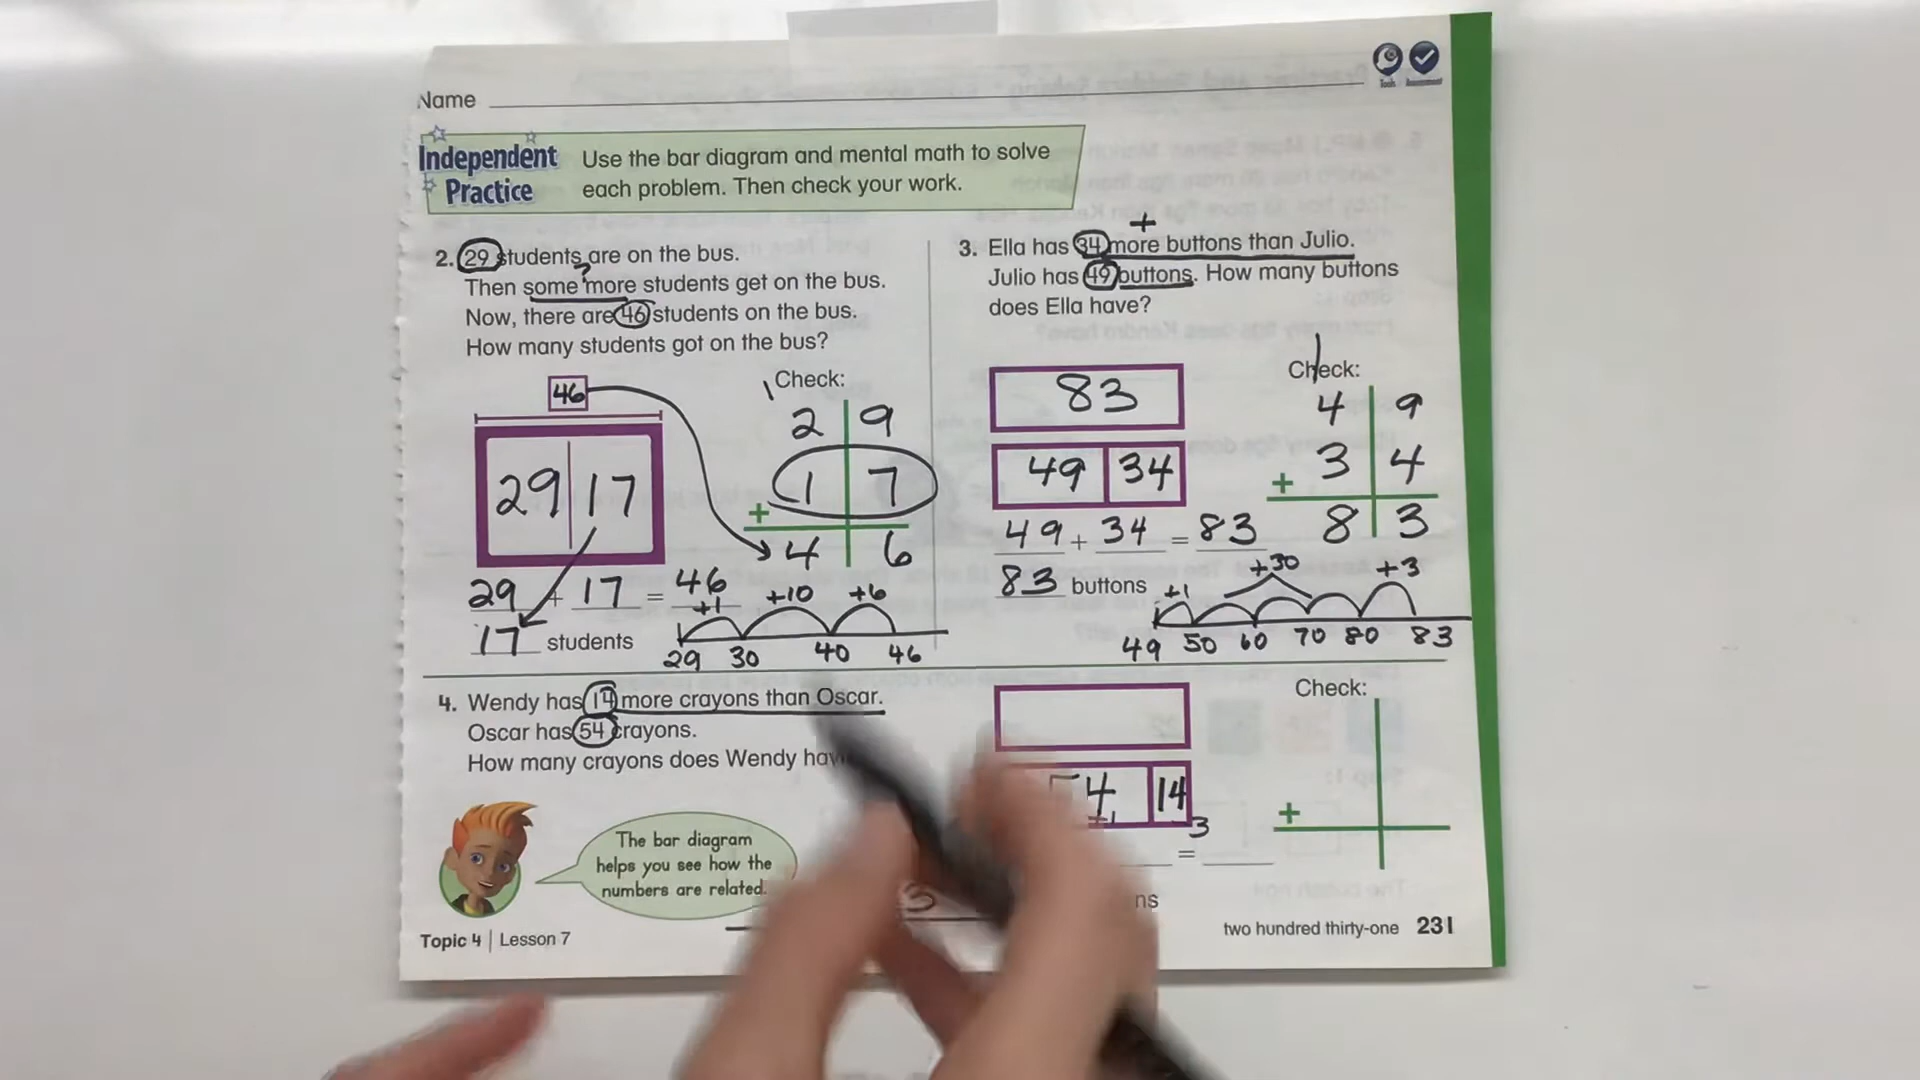 Name
Tools Assessment
Independent Practice
Use the bar diagram and mental math to solve
each problem. Then check your work.
2. 29 students are on the bus.
?
Then some more students get on the bus.
Now, there are 46 students on the bus.
How many students got on the bus?
46
Check:
1
2 9
29 17
1 7
+
4 6
29 + 17 = 46
17 students
+1 +10 +6
29 30 40 46
+
3. Ella has 34 more buttons than Julio.
Julio has 49 buttons. How many buttons
does Ella have?
83
Check:
1
4 9
49 34
3 4
+
8 3
49 + 34 = 83
83 buttons
+1 +30 +3
49 50 60 70 80 83
4. Wendy has 14 more crayons than Oscar.
Oscar has 54 crayons.
How many crayons does Wendy
Check:
4 14
+
=
The bar diagram
helps you see how the
numbers are related.
Topic 4 | Lesson 7
two hundred thirty-one 231